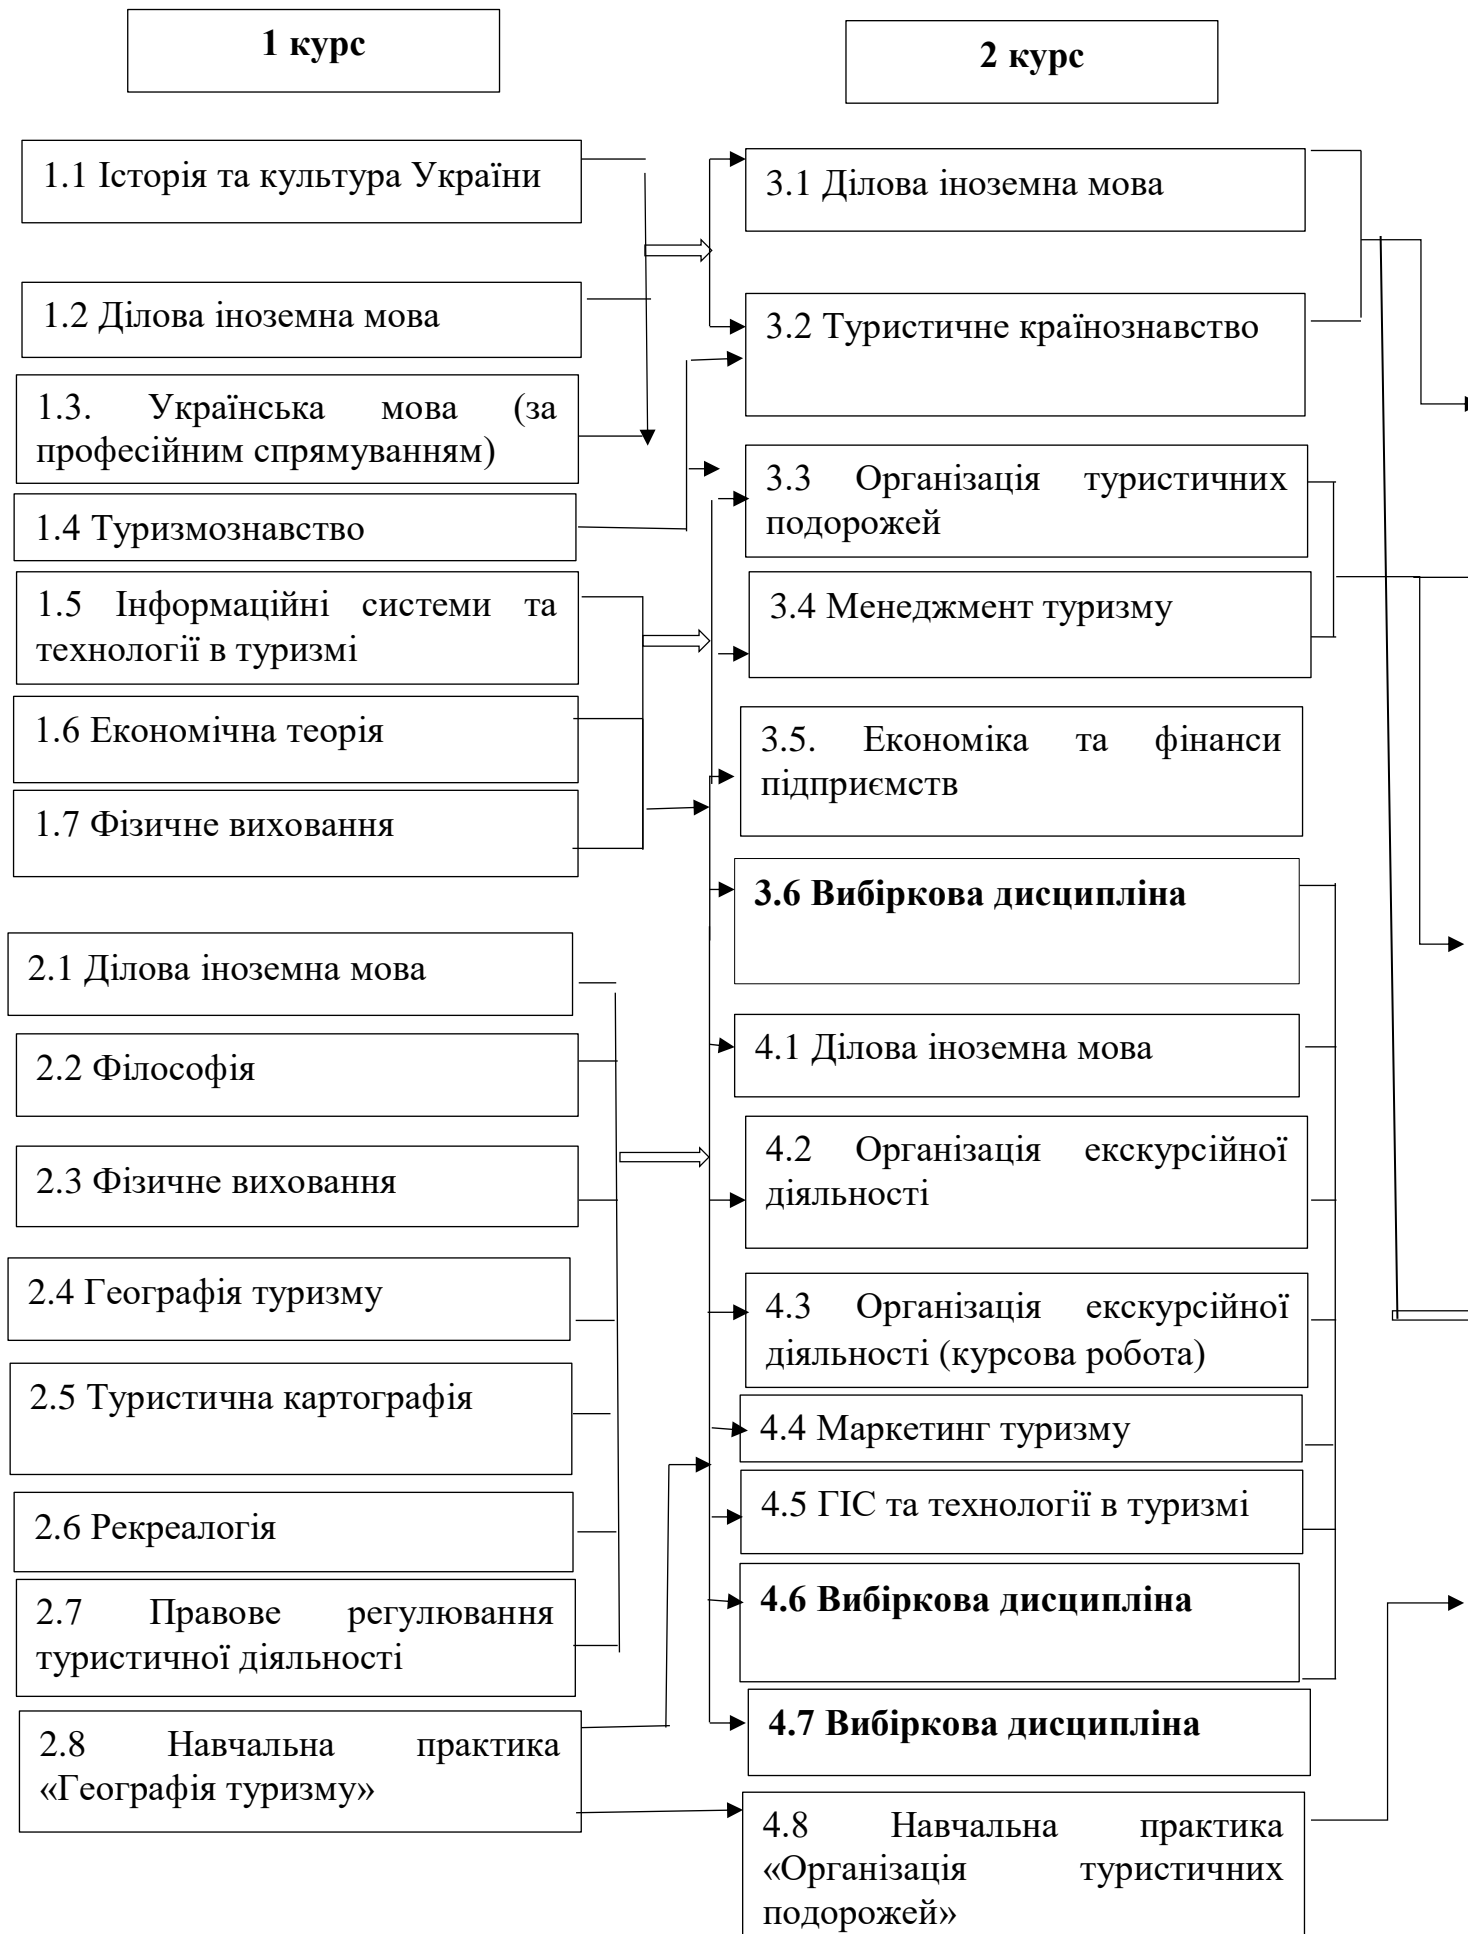 1 курс
1.1 Історія та культура України
1.2 Ділова іноземна мова
1.3. Українська мова (за
професійним спрямуванням)
1.4 Туризмознавство
1.5 Інформаційні системи та
технології в туризмі
1.6 Економічна теорія
1.7 Фізичне виховання
2.1 Ділова іноземна мова
2.2 Філософія
2.3 Фізичне виховання
2.4 Географія туризму
2.5 Туристична картографія
2.6 Рекреалогія
2.7 Правове регулювання
туристичної діяльності
2.8 Навчальна практика
«Географія туризму»
2 курс
3.1 Ділова іноземна мова
3.2 Туристичне країнознавство
3.3 Організація туристичних
подорожей
3.4 Менеджмент туризму
3.5. Економіка та фінанси
підприємств
3.6 Вибіркова дисципліна
4.1 Ділова іноземна мова
4.2 Організація екскурсійної
діяльності
4.3 Організація екскурсійної
діяльності (курсова робота)
4.4 Маркетинг туризму
4.5 ГІС та технології в туризмі
4.6 Вибіркова дисципліна
4.7 Вибіркова дисципліна
4.8 Навчальна практика
«Організація туристичних
подорожей»